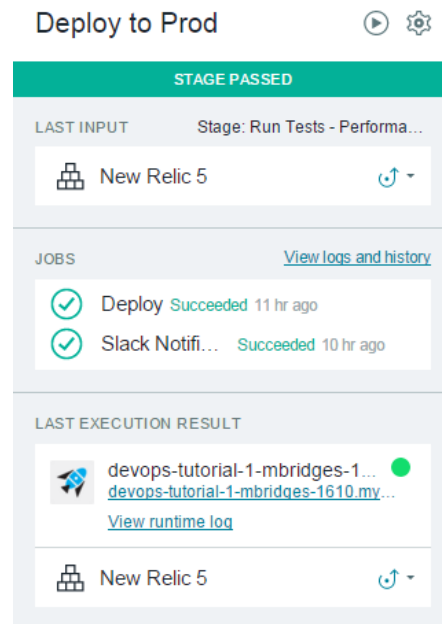 Deploy to Prod
STAGE PASSED
LAST INPUT Stage: Run Tests - Performa...
New Relic 5
JOBS View logs and history
Deploy Succeeded 11 hr ago
Slack Notifi... Succeeded 10 hr ago
LAST EXECUTION RESULT
devops-tutorial-1-mbridges-1...
devops-tutorial-1-mbridges-1610.my...
View runtime log
New Relic 5